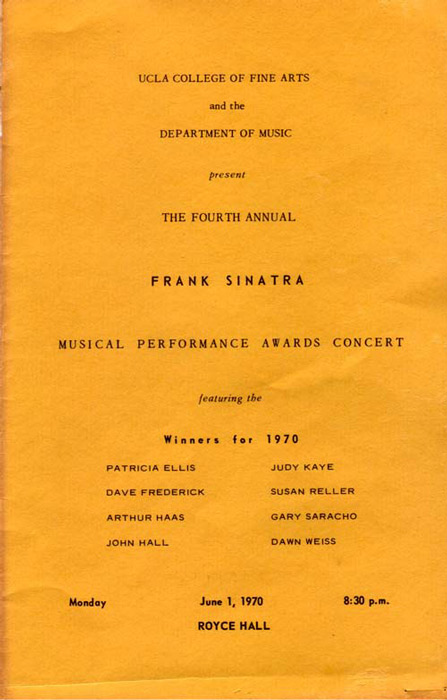 UCLA COLLEGE OF FINE ARTS
and the
DEPARTMENT OF MUSIC
present
THE FOURTH ANNUAL
FRANK SINATRA
MUSICAL PERFORMANCE AWARDS CONCERT
featuring the
Winners for 1970
PATRICIA ELLIS JUDY KAYE
DAVE FREDERICK SUSAN RELLER
ARTHUR HAAS GARY SARACHO
JOHN HALL DAWN WEISS
Monday June 1, 1970 8:30 p.m.
ROYCE HALL